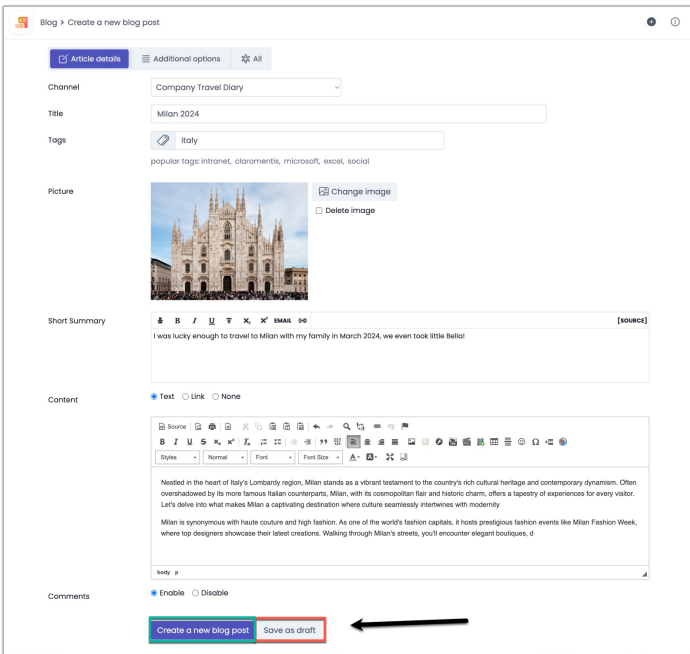 Blog > Create a new blog post
Article details
Additional options
All
Channel
Company Travel Diary
Title
Milan 2024
Tags
italy
popular tags: intranet, claromentis, microsoft, excel, social
Picture
Change image
Delete image
Short Summary
B I U T X₂ X² EMAIL
[SOURCE]
I was lucky enough to travel to Milan with my family in March 2024, we even took little Bella!
Content
Text Link None
Source
B I U S x₂ x² Ix
Styles Normal Font Font Size A A
Nestled in the heart of Italy's Lombardy region, Milan stands as a vibrant testament to the country's rich cultural heritage and contemporary dynamism. Often
overshadowed by its more famous Italian counterparts, Milan, with its cosmopolitan flair and historic charm, offers a tapestry of experiences for every visitor.
Let's delve into what makes Milan a captivating destination where culture seamlessly intertwines with modernity
Milan is synonymous with haute couture and high fashion. As one of the world's fashion capitals, it hosts prestigious fashion events like Milan Fashion Week,
where top designers showcase their latest creations. Walking through Milan's streets, you'll encounter elegant boutiques, d
body p
Comments
Enable Disable
Create a new blog post
Save as draft